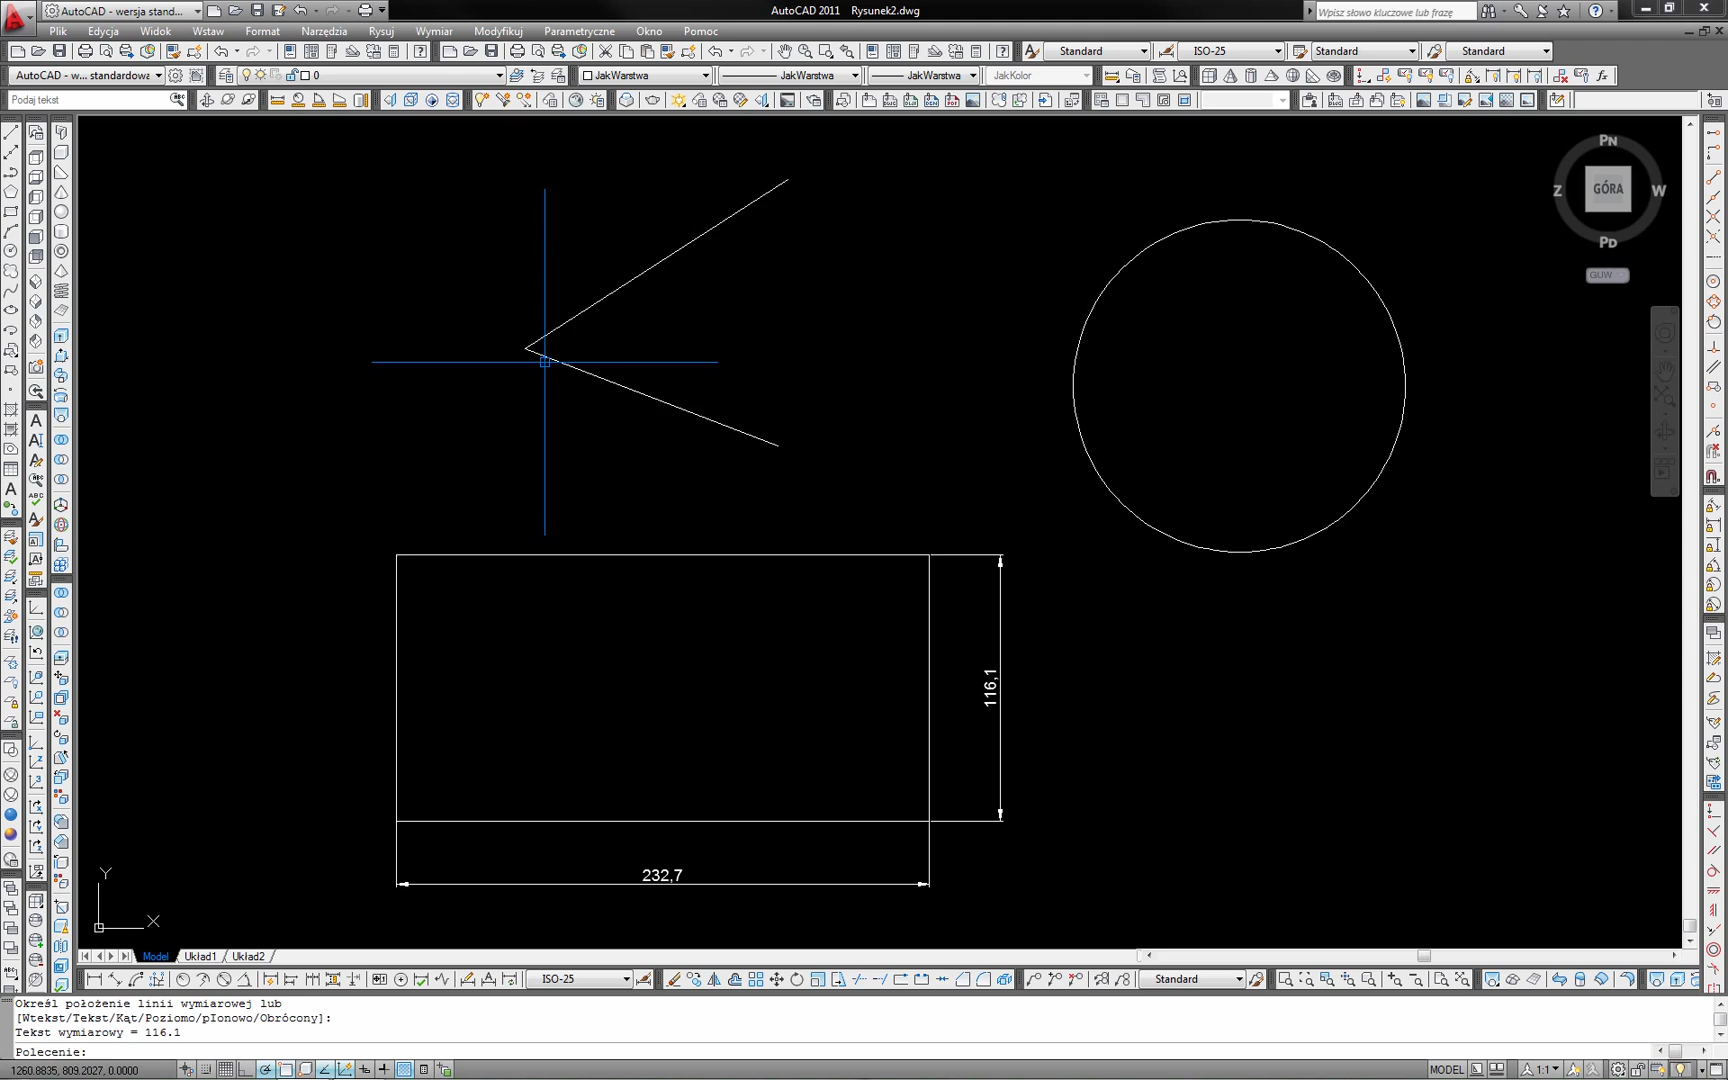 AutoCAD - wersja stand...
AutoCAD 2011 Rysunek2.dwg
Wpisz słowo kluczowe lub frazę
Plik Edycja Widok Wstaw Format Narzędzia Rysuj Wymiar Modyfikuj Parametryczne Okno Pomoc
Standard ISO-25 Standard Standard
AutoCAD - w... standardowa 0 JakWarstwa JakWarstwa JakWarstwa JakKolor
Podaj tekst
PN
Z GÓRA W
PD
GUW
116,1
232,7
Y
X
Model Układ1 Układ2
ISO-25 Standard
Określ położenie linii wymiarowej lub
[Wtekst/Tekst/Kąt/Poziomo/pIonowo/Obrócony]:
Tekst wymiarowy = 116.1
Polecenie:
1260.8835, 809.2027, 0.0000 MODEL 1:1